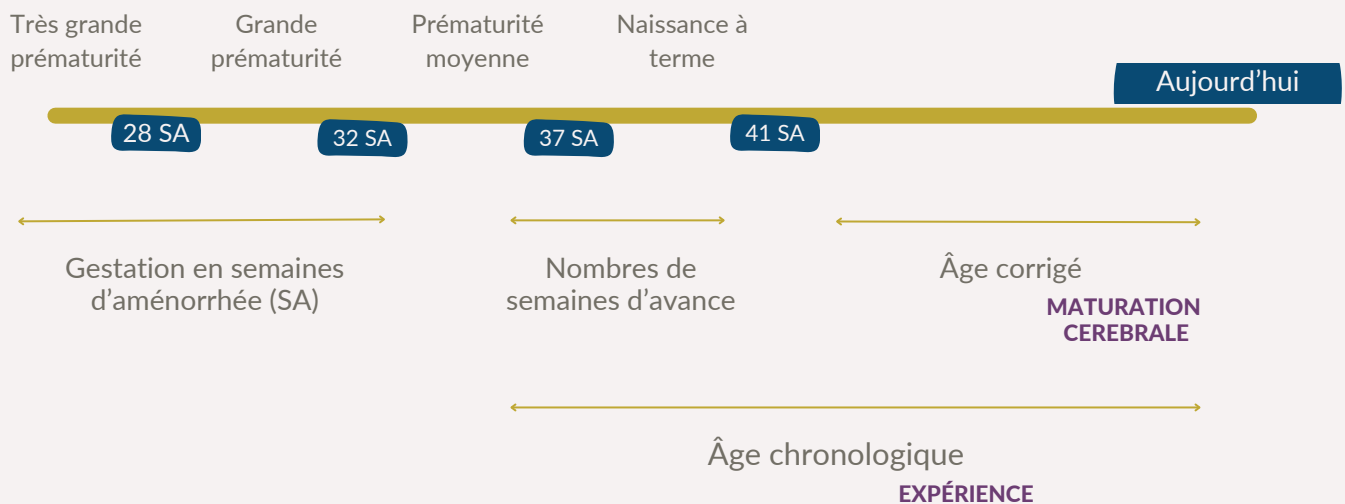 Très grande
prématurité
Grande
prématurité
Prématurité
moyenne
Naissance à
terme
Aujourd'hui
28 SA
32 SA
37 SA
41 SA
Gestation en semaines
d'aménorrhée (SA)
Nombres de
semaines d'avance
Âge corrigé
MATURATION
CEREBRALE
Âge chronologique
EXPÉRIENCE